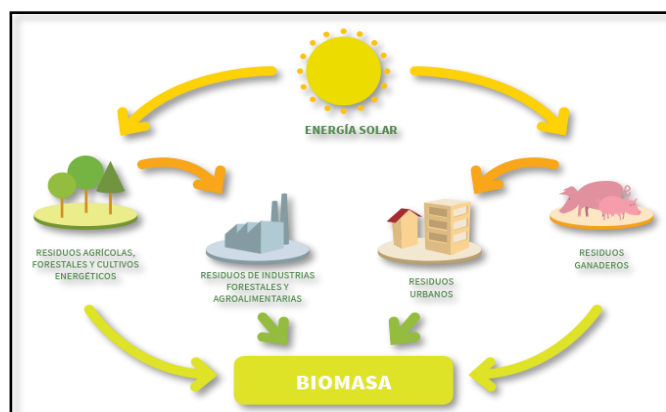 ENERGÍA SOLAR
RESIDUOS AGRÍCOLAS,
FORESTALES Y CULTIVOS
ENERGÉTICOS
RESIDUOS DE INDUSTRIAS
FORESTALES Y
AGROALIMENTARIAS
RESIDUOS
URBANOS
RESIDUOS
GANADEROS
BIOMASA